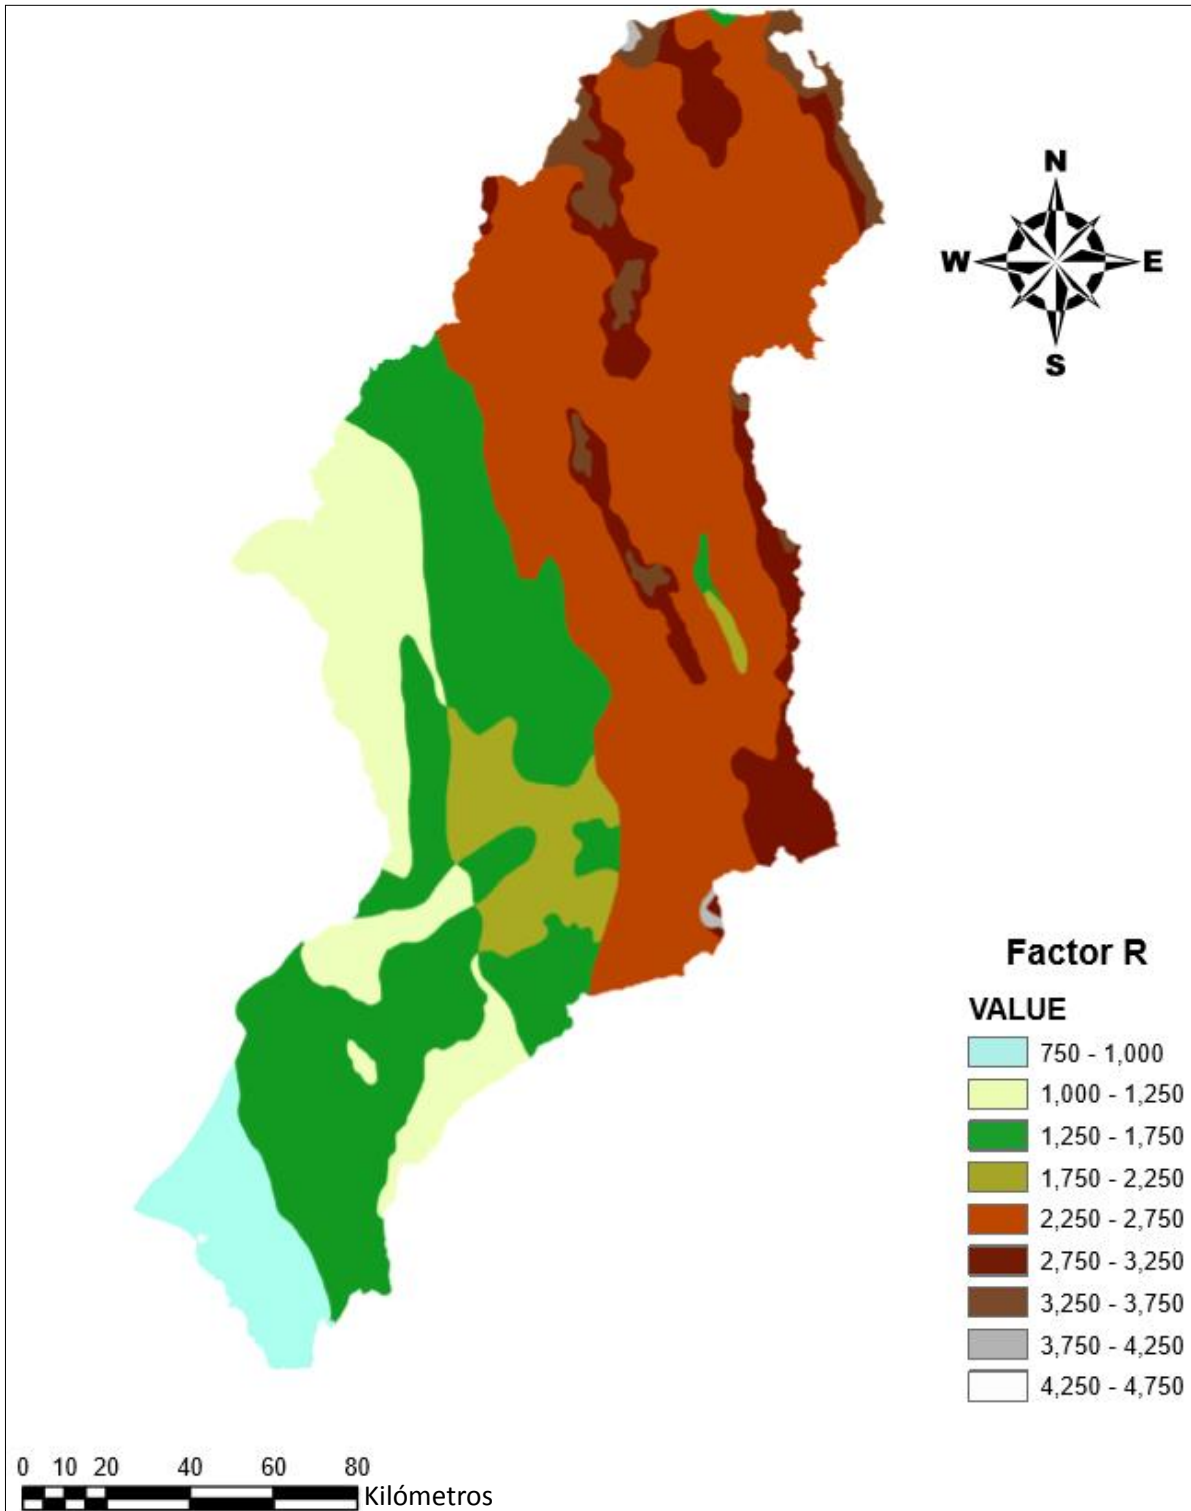 N
W E
S
Factor R
VALUE
750 - 1,000
1,000 - 1,250
1,250 - 1,750
1,750 - 2,250
2,250 - 2,750
2,750 - 3,250
3,250 - 3,750
3,750 - 4,250
4,250 - 4,750
0 10 20 40 60 80
Kilómetros